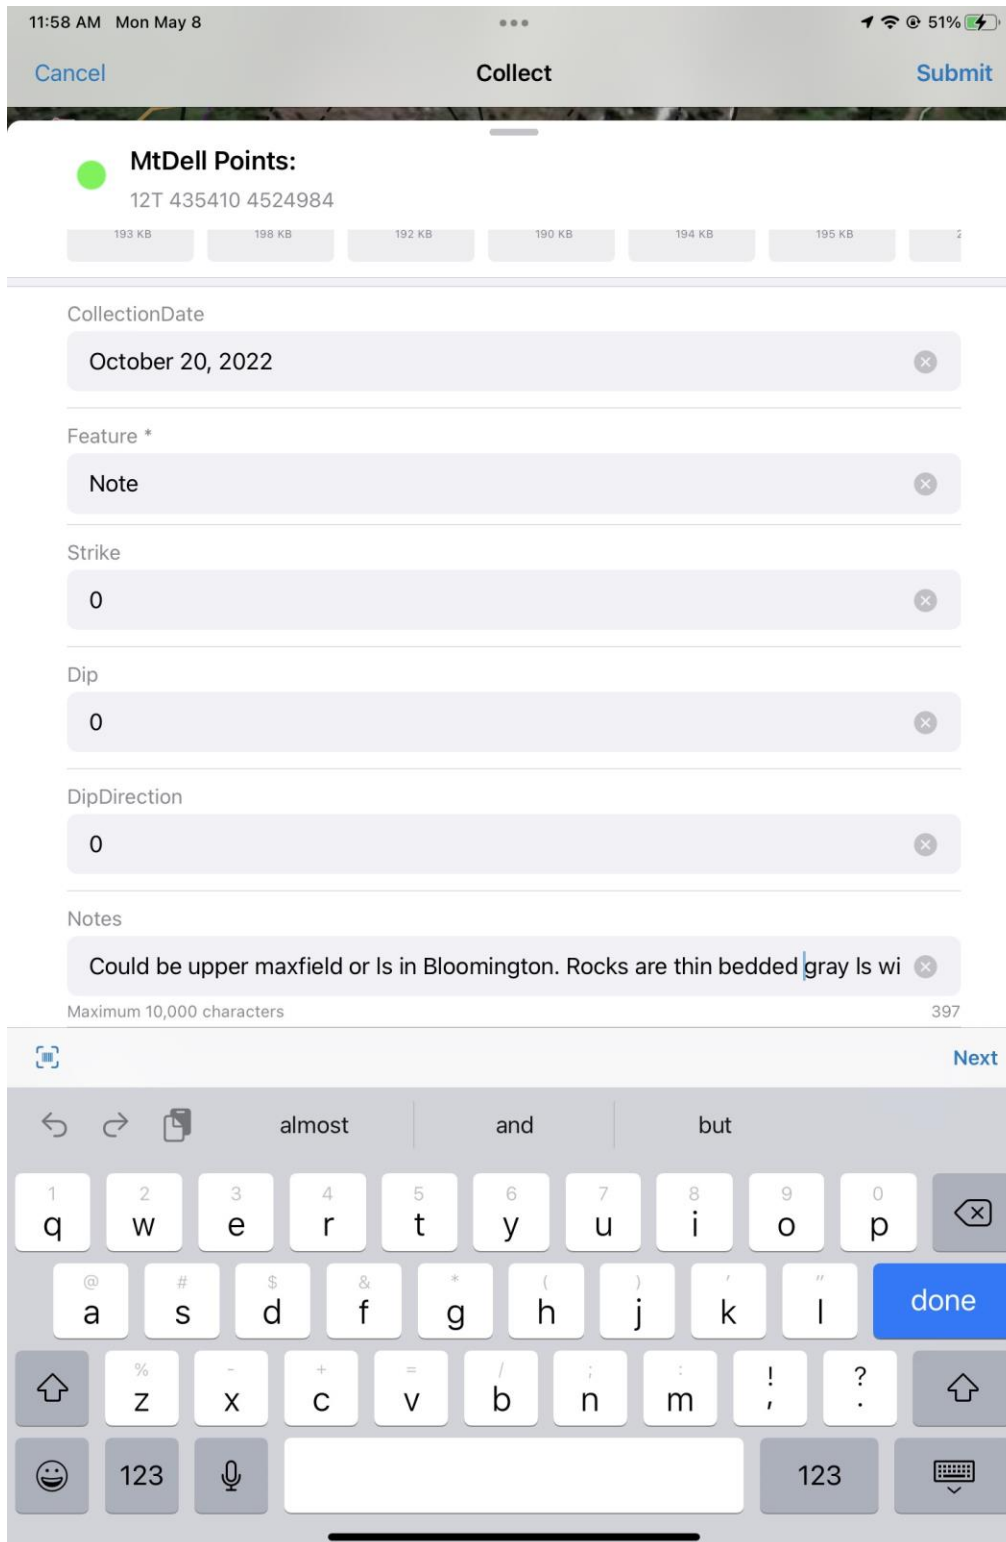 11:58 AM Mon May 8
51%
Cancel
Collect
Submit
MtDell Points:
12T 435410 4524984
193 KB 198 KB 192 KB 190 KB 194 KB 195 KB
CollectionDate
October 20, 2022
Feature *
Note
Strike
0
Dip
0
DipDirection
0
Notes
Could be upper maxfield or ls in Bloomington. Rocks are thin bedded gray ls wi
Maximum 10,000 characters 397
Next
almost and but
1 2 3 4 5 6 7 8 9 0
q w e r t y u i o p
@ # $ & * ( ) ' "
a s d f g h j k l done
% - + = / ; : ! ?
z x c v b n m , .
123 123